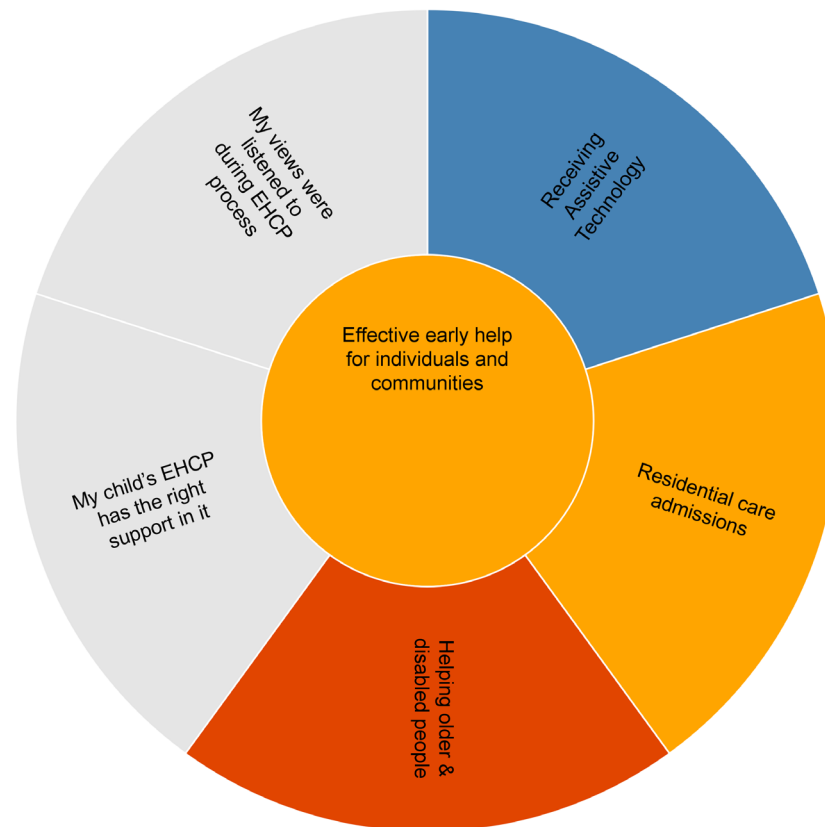 Effective early help
for individuals and
communities
Receiving
Assistive
Technology
Residential care
admissions
Helping older &
disabled people
My child’s EHCP
has the right
support in it
My views were
listened to
during EHCP
process